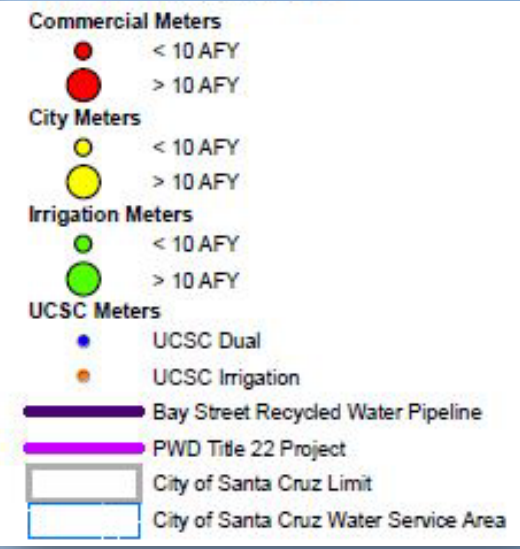 Commercial Meters
< 10 AFY
> 10 AFY
City Meters
< 10 AFY
> 10 AFY
Irrigation Meters
< 10 AFY
> 10 AFY
UCSC Meters
UCSC Dual
UCSC Irrigation
Bay Street Recycled Water Pipeline
PWD Title 22 Project
City of Santa Cruz Limit
City of Santa Cruz Water Service Area